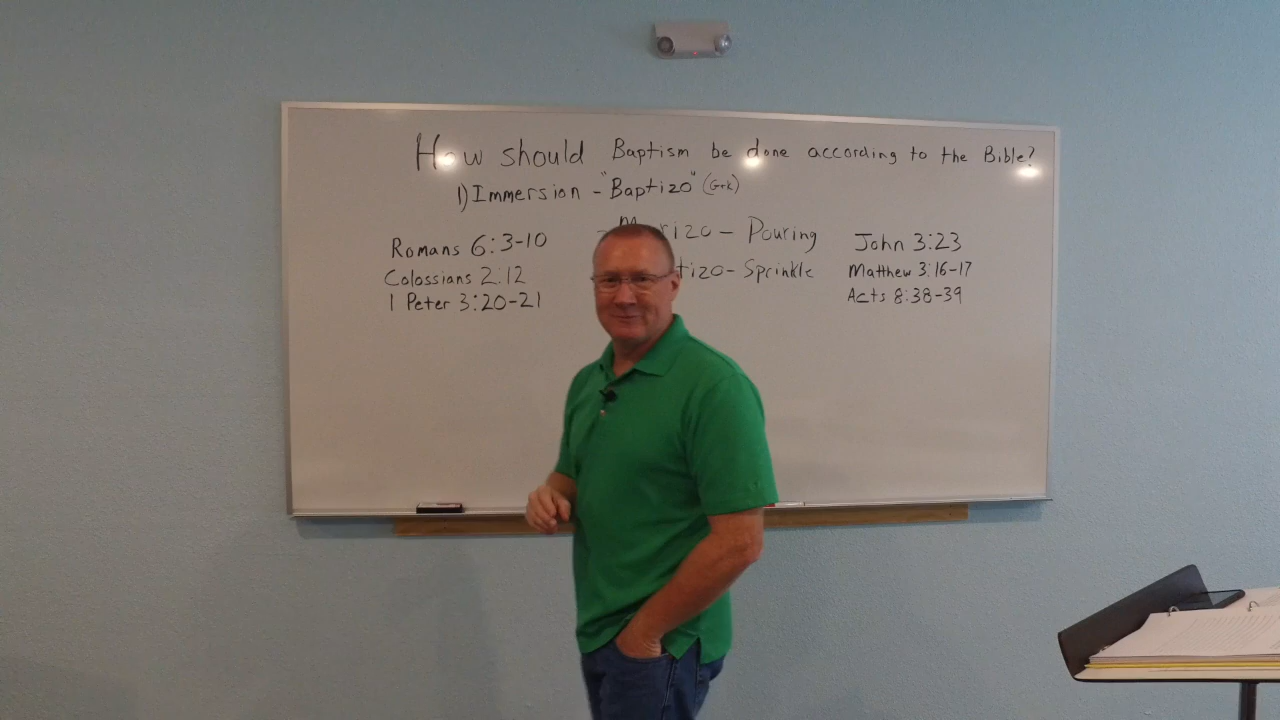 How should Baptism be done according to the Bible?
1) Immersion - "Baptizo" (Grk)
- Pouring
- Sprinkle
Romans 6:3-10
Colossians 2:12
1 Peter 3:20-21
John 3:23
Matthew 3:16-17
Acts 8:38-39